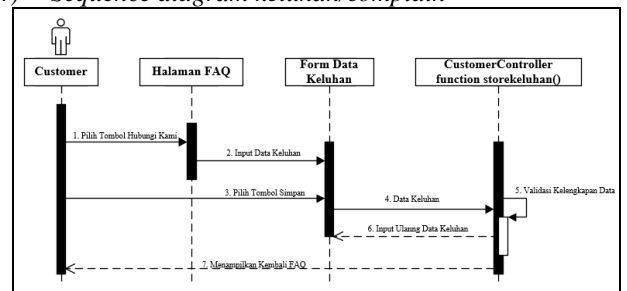 Sequence diagram keluhan/complain
Customer
Halaman FAQ
Form Data
Keluhan
CustomerController
function storekeluhan()
1. Pilih Tombol Hubungi Kami
2. Input Data Keluhan
3. Pilih Tombol Simpan
4. Data Keluhan
5. Validasi Kelengkapan Data
6. Input Ulanng Data Keluhan
7. Menampilkan Kembali FAQ